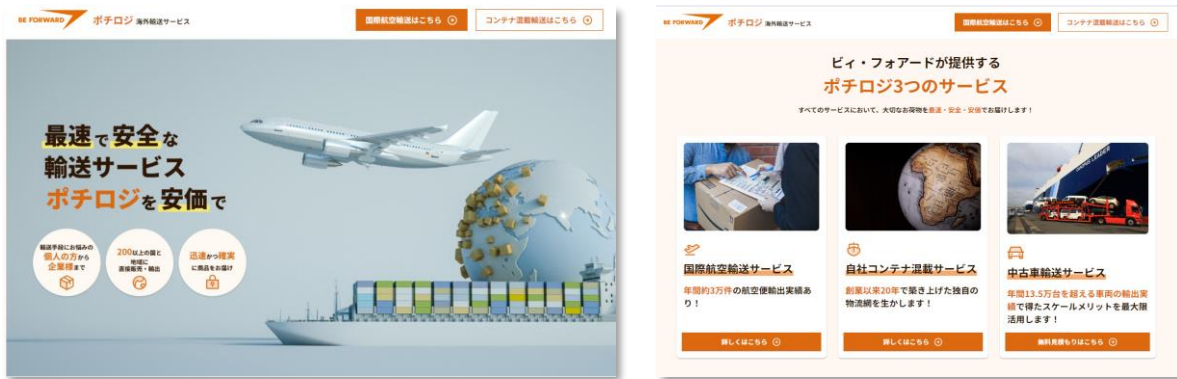 BE FORWARD
ポチロジ 海外輸送サービス
国際航空輸送はこちら
コンテナ混載輸送はこちら
最速で安全な
輸送サービス
ポチロジを安価で
輸送手段にお悩みの
個人の方から
企業様まで
200以上の国と
地域に
直接販売・輸出
迅速かつ確実
に商品をお届け
BE FORWARD
ポチロジ 海外輸送サービス
国際航空輸送はこちら
コンテナ混載輸送はこちら
ビィ・フォアードが提供する
ポチロジ3つのサービス
すべてのサービスにおいて、大切なお荷物を最速・安全・安価でお届けします！
国際航空輸送サービス
年間約3万件の航空便輸出実績あ
り！
詳しくはこちら
自社コンテナ混載サービス
創業以来20年で築き上げた独自の
物流網を生かします！
詳しくはこちら
LEADER
中古車輸送サービス
年間13.5万台を超える車両の輸出実
績で得たスケールメリットを最大限
活用します！
無料見積もりはこちら